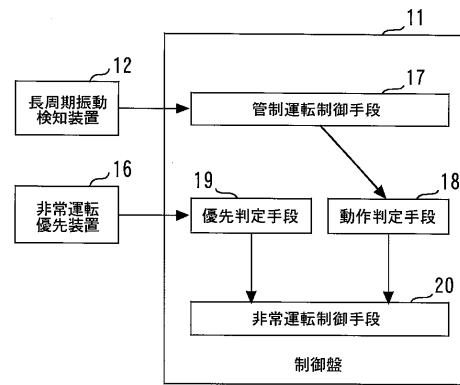 11
12
長周期振動
検知装置
17
管制運転制御手段
16
非常運転
優先装置
19
優先判定手段
18
動作判定手段
20
非常運転制御手段
制御盤